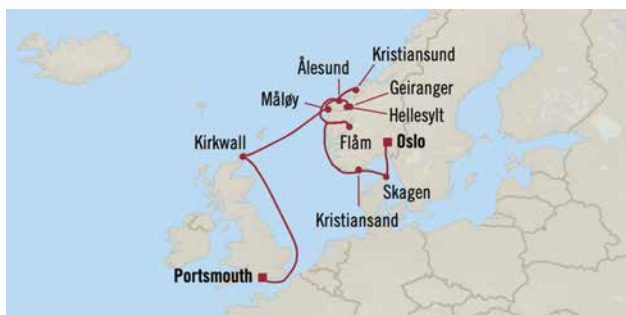 Kristiansund
Ålesund
Geiranger
Måløy
Hellesylt
Kirkwall
Flåm
Oslo
Skagen
Kristiansand
Portsmouth